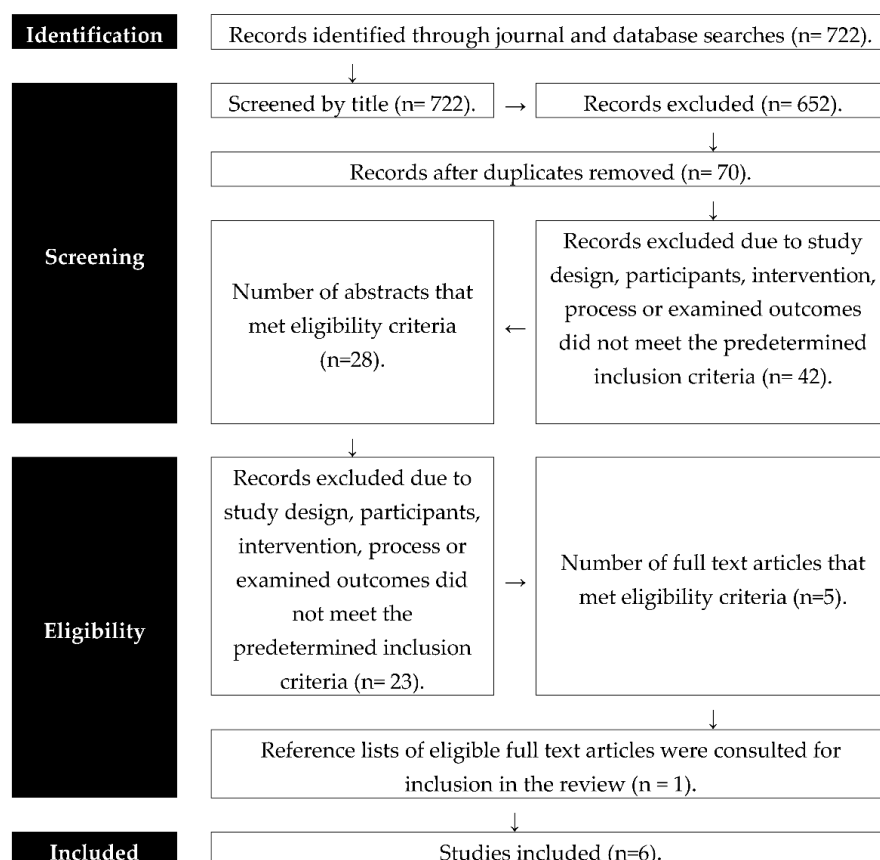 Identification
Records identified through journal and database searches (n= 722).
↓
Screening
Screened by title (n= 722).
→
Records excluded (n= 652).
↓
Records after duplicates removed (n= 70).
↓
Number of abstracts that
met eligibility criteria
(n=28).
←
Records excluded due to
study design, participants,
intervention, process or
examined outcomes
did not meet the predetermined
inclusion criteria (n= 42).
↓
Eligibility
Records excluded due to
study design, participants,
intervention, process or
examined outcomes did
not meet the
predetermined inclusion
criteria (n= 23).
→
Number of full text articles that
met eligibility criteria (n=5).
↓
Reference lists of eligible full text articles were consulted for
inclusion in the review (n = 1).
↓
Included
Studies included (n=6).